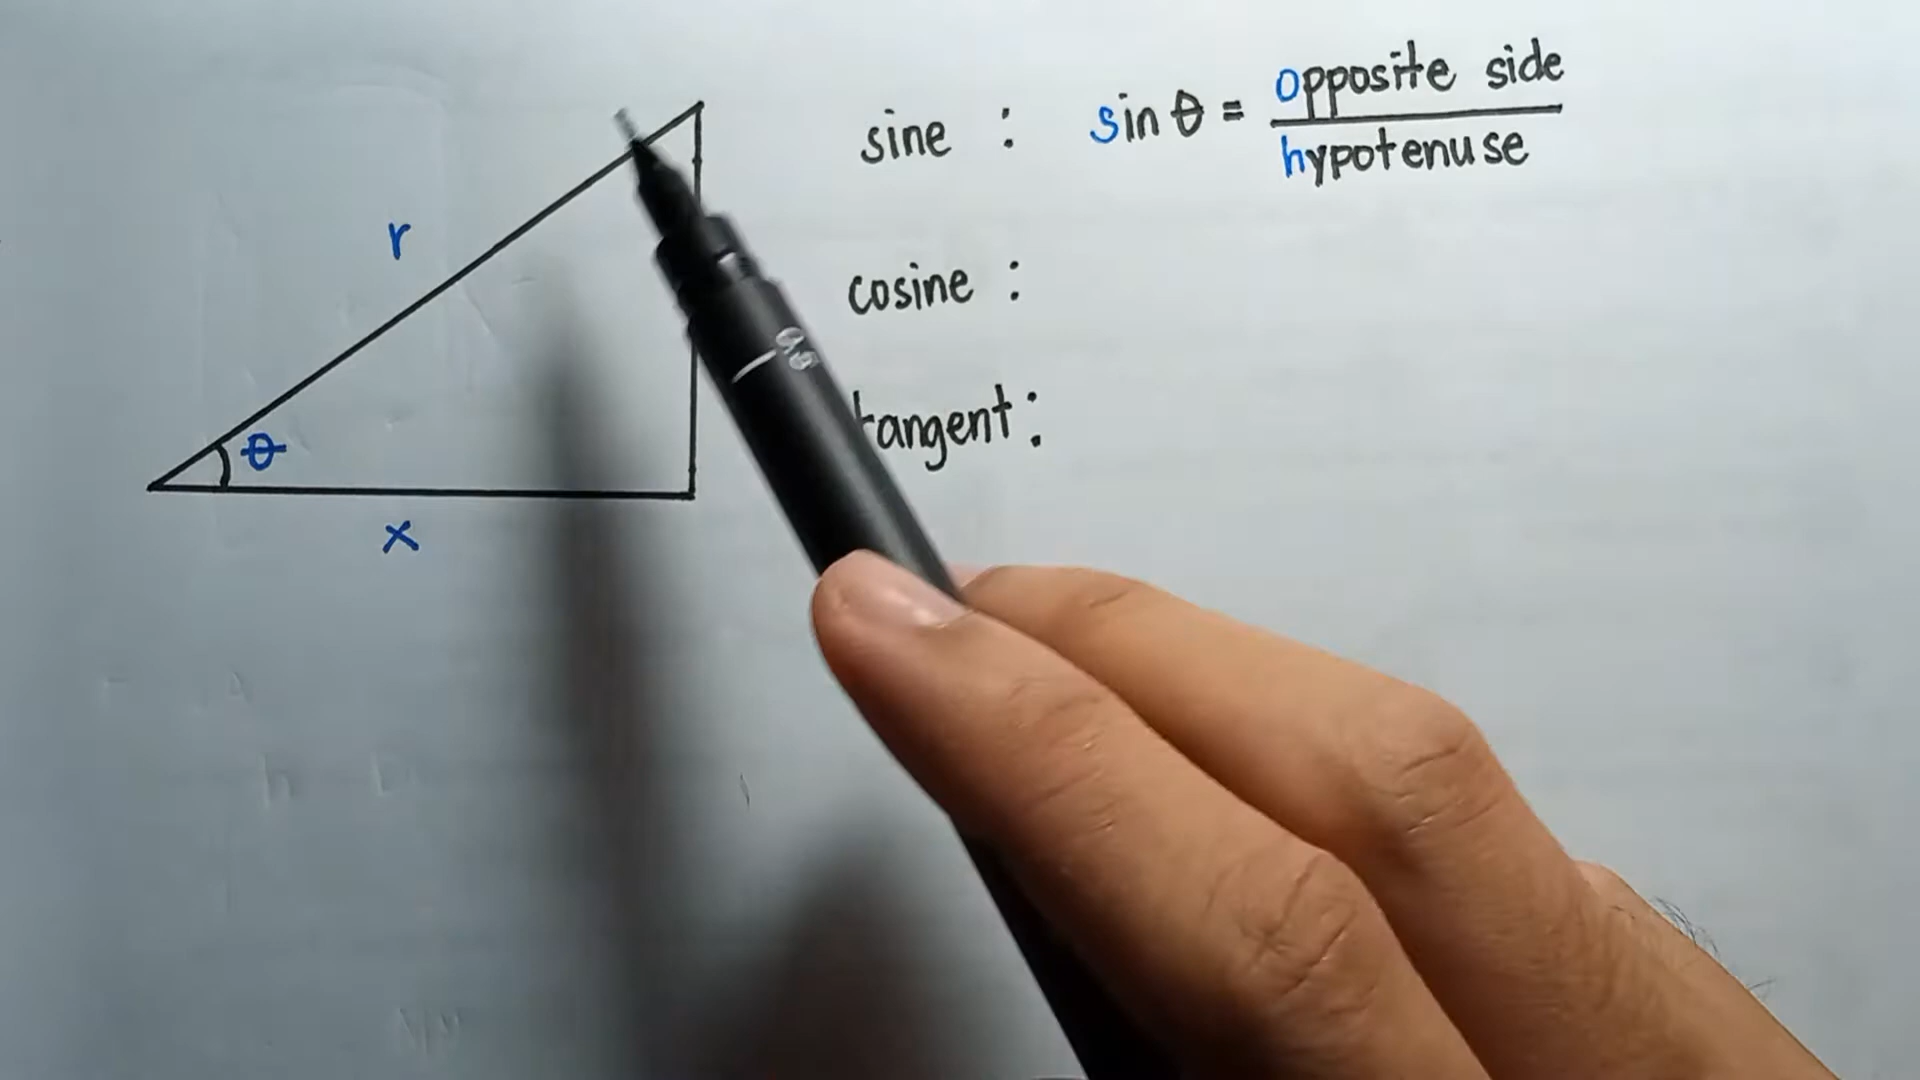 sine : sin θ = opposite side
hypotenuse
r
cosine :
tangent :
θ
x